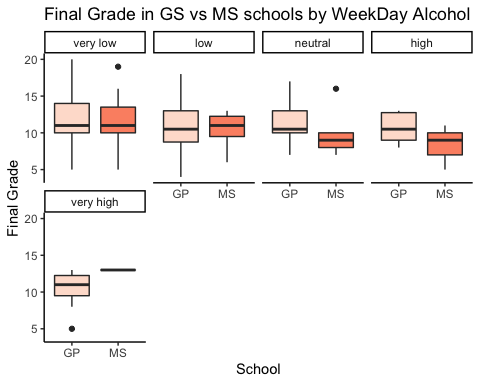 Final Grade in GS vs MS schools by WeekDay Alcohol
very low
low
neutral
high
20
15
10
5
GP
MS
GP
MS
GP
MS
very high
20
15
10
5
GP
MS
Final Grade
School